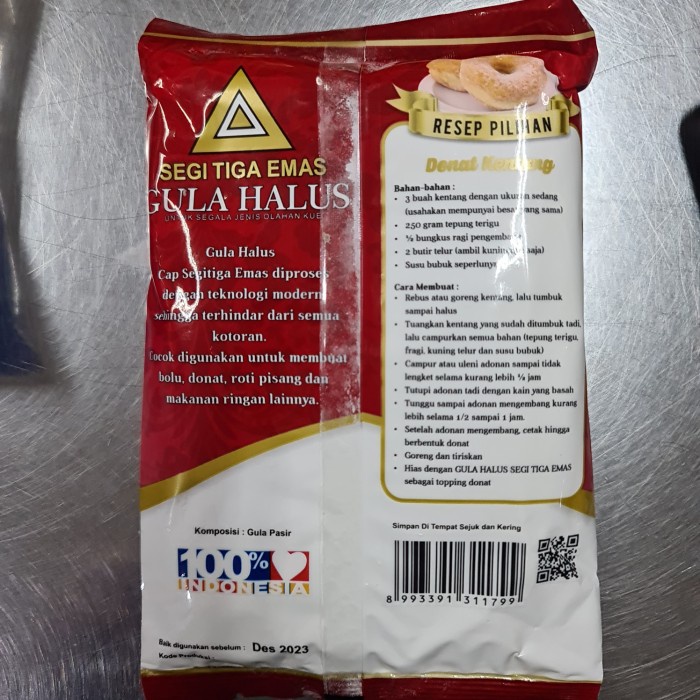 SEGI TIGA EMAS
GULA HALUS
UNTUK SEGALA JENIS OLAHAN KUE
Gula Halus
Cap Segitiga Emas diproses
dengan teknologi modern
sehingga terhindar dari semua
kotoran.
Cocok digunakan untuk membuat
bolu, donat, roti pisang dan
makanan ringan lainnya.
Komposisi : Gula Pasir
100%
INDONESIA
Baik digunakan sebelum : Des 2023
RESEP PILIHAN
Donat Kentang
Bahan-bahan :
• 3 buah kentang dengan ukuran sedang
(usahakan mempunyai besar yang sama)
• 250 gram tepung terigu
• ½ bungkus ragi pengembang
• 2 butir telur (ambil kuningnya saja)
• Susu bubuk seperlunya
Cara Membuat :
• Rebus atau goreng kentang, lalu tumbuk
sampai halus
• Tuangkan kentang yang sudah ditumbuk tadi,
lalu campurkan semua bahan (tepung terigu,
fragi, kuning telur dan susu bubuk)
• Campur atau uleni adonan sampai tidak
lengket selama kurang lebih jam
• Tutupi adonan tadi dengan kain yang basah
• Tunggu sampai adonan mengembang kurang
lebih selama 1/2 sampai 1 jam.
• Setelah adonan mengembang, cetak hingga
berbentuk donat
• Goreng dan tiriskan
• Hias dengan GULA HALUS SEGI TIGA EMAS
sebagai topping donat
Simpan Di Tempat Sejuk dan Kering
8 993391 311799